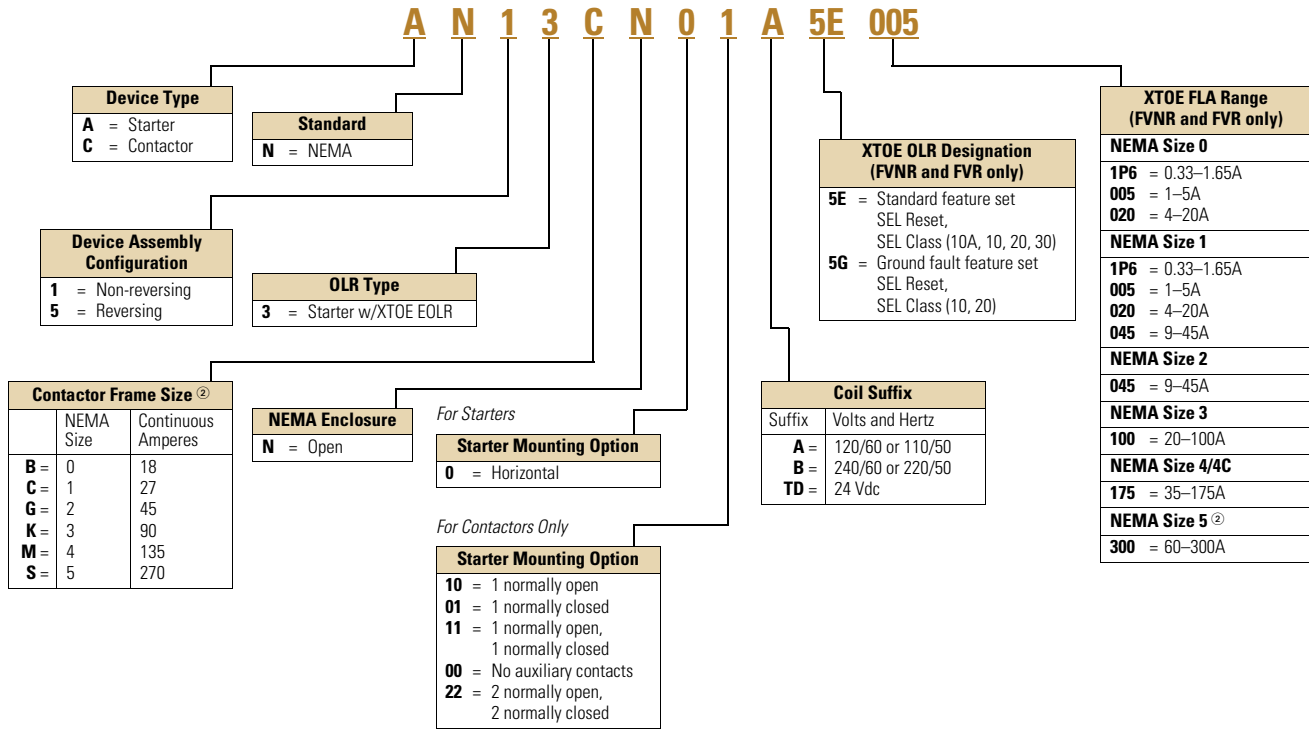 A N 1 3 C N 0 1 A 5E 005
Device Type
A = Starter
C = Contactor
Standard
N = NEMA
Device Assembly
Configuration
1 = Non-reversing
5 = Reversing
OLR Type
3 = Starter w/XTOE EOLR
Contactor Frame Size ②
NEMA Size Continuous Amperes
B = 0 18
C = 1 27
G = 2 45
K = 3 90
M = 4 135
S = 5 270
NEMA Enclosure
N = Open
For Starters
Starter Mounting Option
0 = Horizontal
For Contactors Only
Starter Mounting Option
10 = 1 normally open
01 = 1 normally closed
11 = 1 normally open,
1 normally closed
00 = No auxiliary contacts
22 = 2 normally open,
2 normally closed
XTOE OLR Designation
(FVNR and FVR only)
5E = Standard feature set
SEL Reset,
SEL Class (10A, 10, 20, 30)
5G = Ground fault feature set
SEL Reset,
SEL Class (10, 20)
Coil Suffix
Suffix Volts and Hertz
A = 120/60 or 110/50
B = 240/60 or 220/50
TD = 24 Vdc
XTOE FLA Range
(FVNR and FVR only)
NEMA Size 0
1P6 = 0.33–1.65A
005 = 1–5A
020 = 4–20A
NEMA Size 1
1P6 = 0.33–1.65A
005 = 1–5A
020 = 4–20A
045 = 9–45A
NEMA Size 2
045 = 9–45A
NEMA Size 3
100 = 20–100A
NEMA Size 4/4C
175 = 35–175A
NEMA Size 5 ②
300 = 60–300A